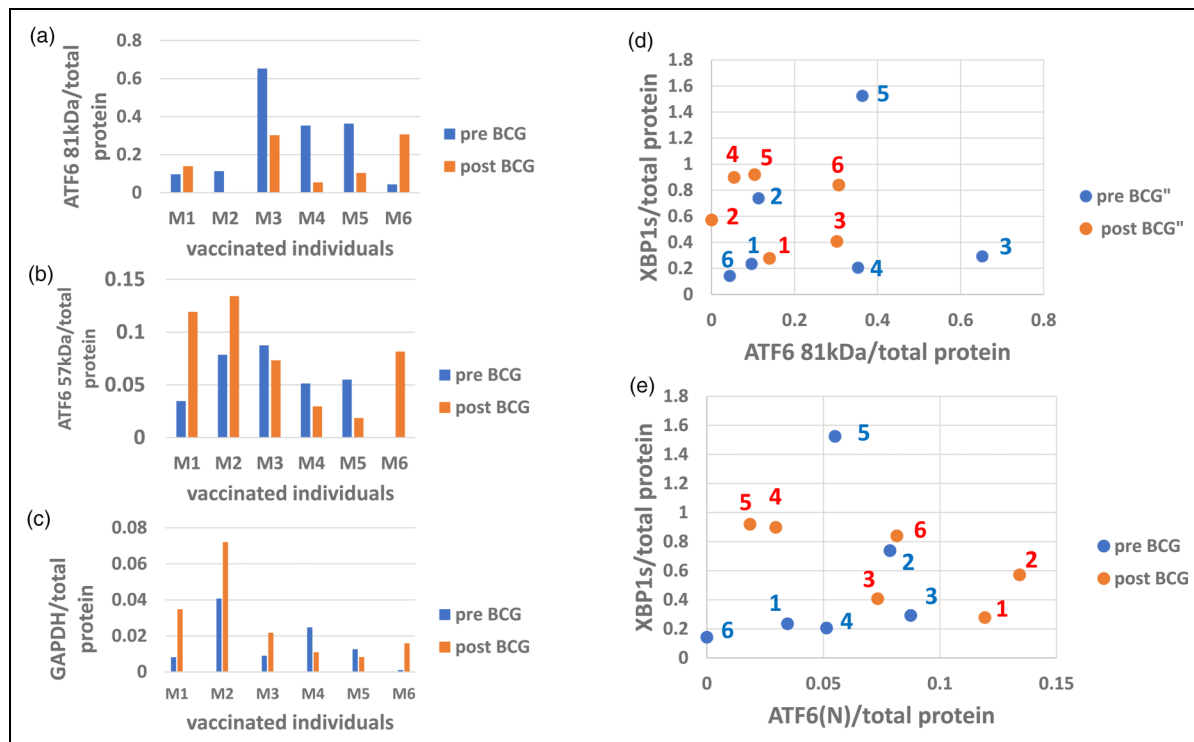 (a)
ATF6 81kDa/total
protein
0.8
0.6
0.4
0.2
0
M1 M2 M3 M4 M5 M6
vaccinated individuals
pre BCG
post BCG
(b)
ATF6 57kDa/total
protein
0.15
0.1
0.05
0
M1 M2 M3 M4 M5 M6
vaccinated individuals
pre BCG
post BCG
(c)
GAPDH/total
protein
0.08
0.06
0.04
0.02
0
M1 M2 M3 M4 M5 M6
vaccinated individuals
pre BCG
post BCG
(d)
XBP1s/total protein
1.8
1.6
1.4
1.2
1
0.8
0.6
0.4
0.2
0
5
4 5 6
2
2 3
6 1 1 4 3
0 0.2 0.4 0.6 0.8
ATF6 81kDa/total protein
pre BCG"
post BCG"
(e)
XBP1s/total protein
1.8
1.6
1.4
1.2
1
0.8
0.6
0.4
0.2
0
5
5 4
6
2 2
3
1 4 3 1
6
0 0.05 0.1 0.15
ATF6(N)/total protein
pre BCG
post BCG